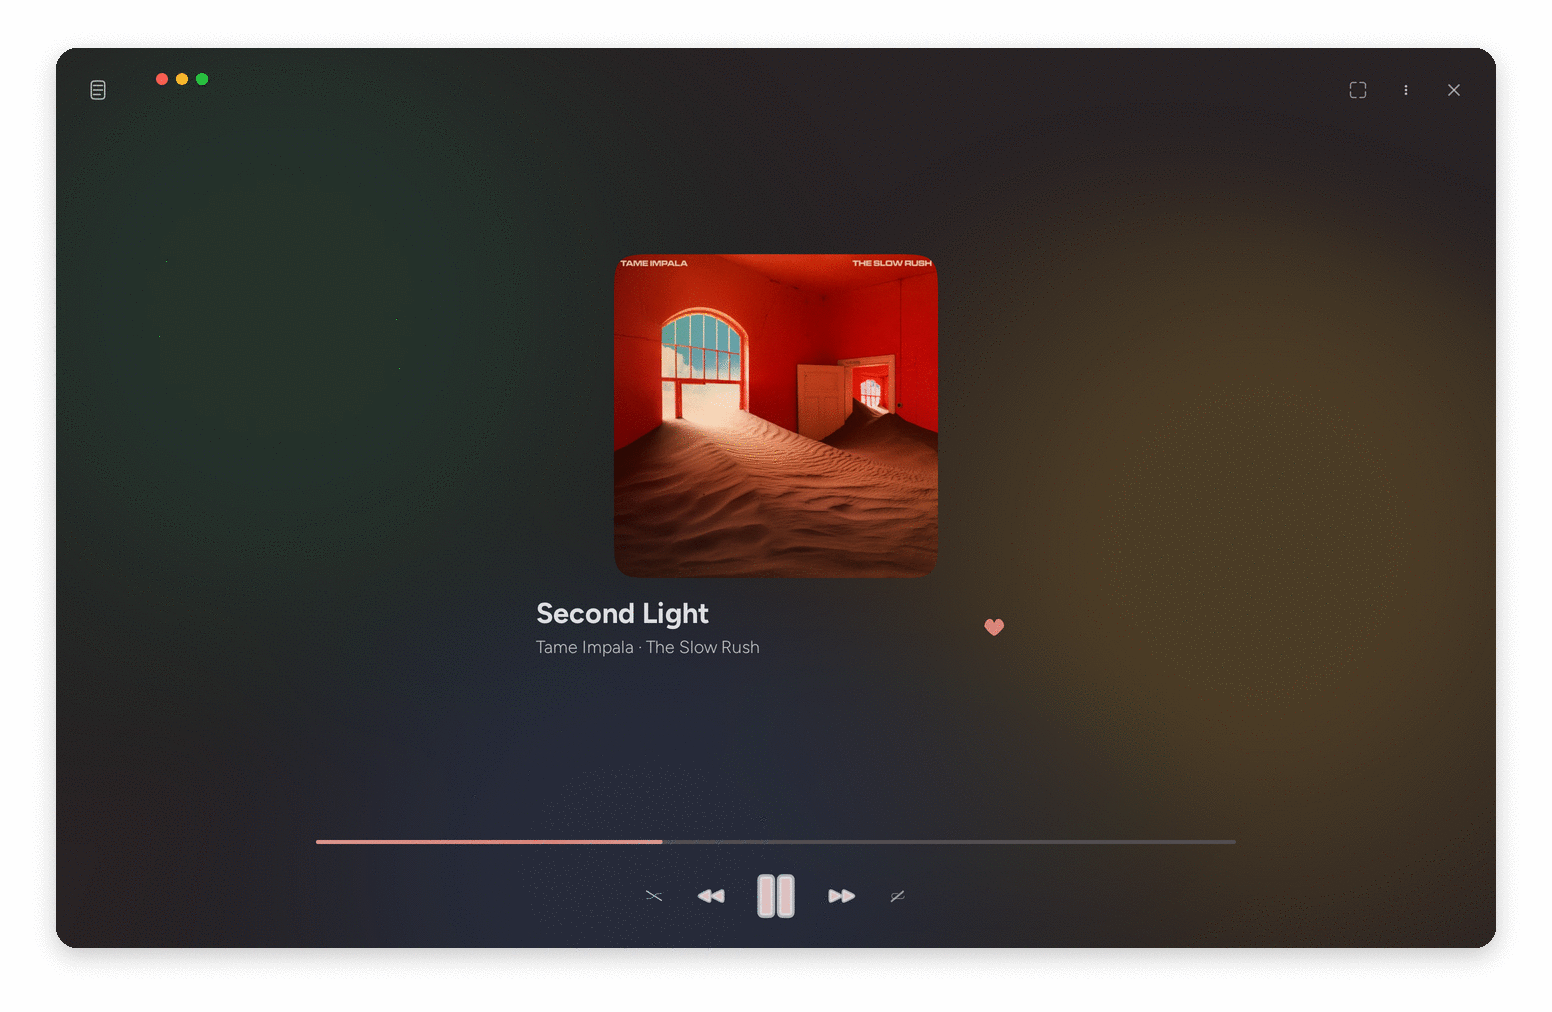 TAME IMPALA
THE SLOW RUSH
Second Light
Tame Impala · The Slow Rush